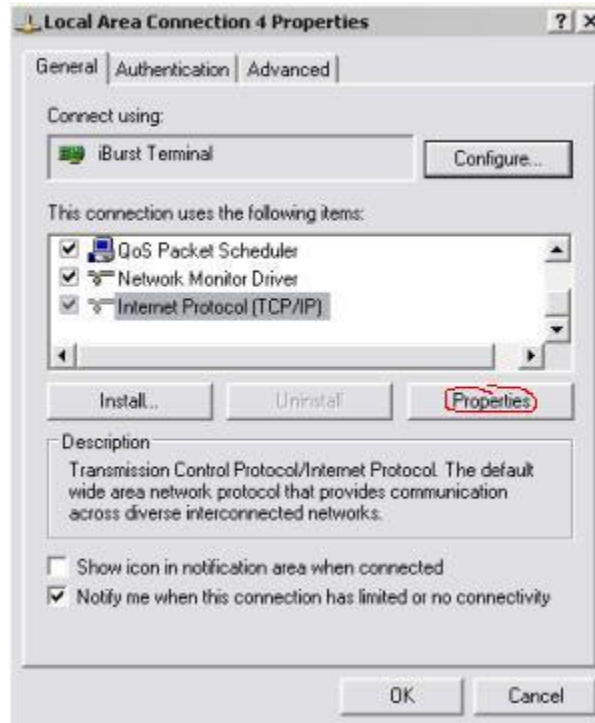 Local Area Connection 4 Properties
General Authentication Advanced
Connect using:
iBurst Terminal
Configure...
This connection uses the following items:
QoS Packet Scheduler
Network Monitor Driver
Internet Protocol (TCP/IP)
Install... Uninstall Properties
Description
Transmission Control Protocol/Internet Protocol. The default
wide area network protocol that provides communication
across diverse interconnected networks.
Show icon in notification area when connected
Notify me when this connection has limited or no connectivity
OK Cancel